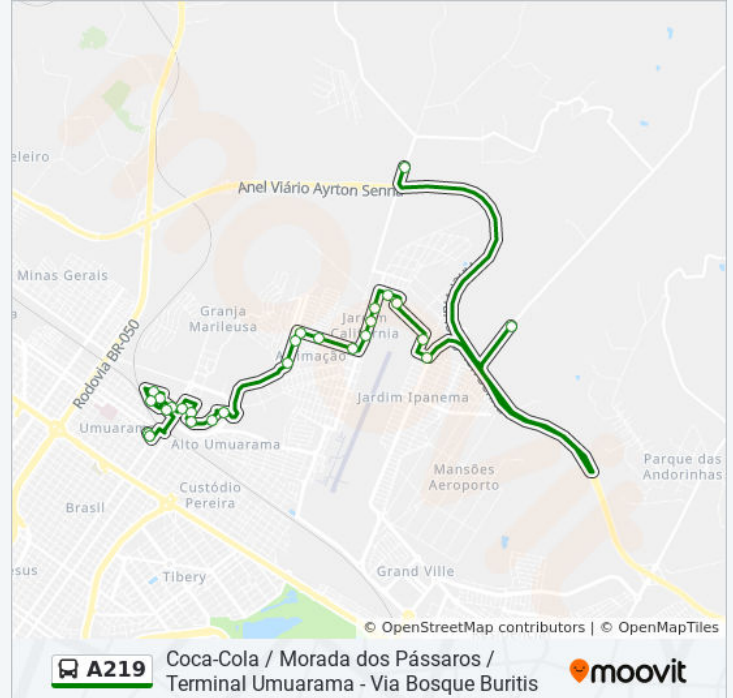 eleiro
Anel Viário Ayrton Senna
Minas Gerais
a
Granja
Marileusa
Jardim
Califórnia
Rodovia BR-050
Jardim Ipanema
Umuarama
Alto Umuarama
Mansões
Aeroporto
Parque das
Andorinhas
Custódio
Pereira
Brasil
esus
Tibery
Grand Ville
© OpenStreetMap contributors | © OpenMapTiles
A219
Coca-Cola / Morada dos Pássaros /
Terminal Umuarama - Via Bosque Buritis
moovit